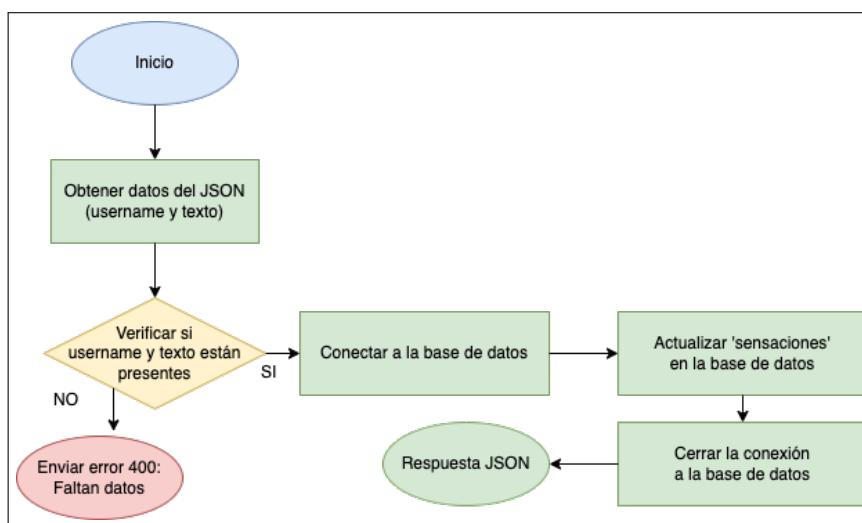 Inicio
Obtener datos del JSON
(username y texto)
Verificar si
username y texto están
presentes
SI
NO
Enviar error 400:
Faltan datos
Conectar a la base de datos
Actualizar 'sensaciones'
en la base de datos
Cerrar la conexión
a la base de datos
Respuesta JSON